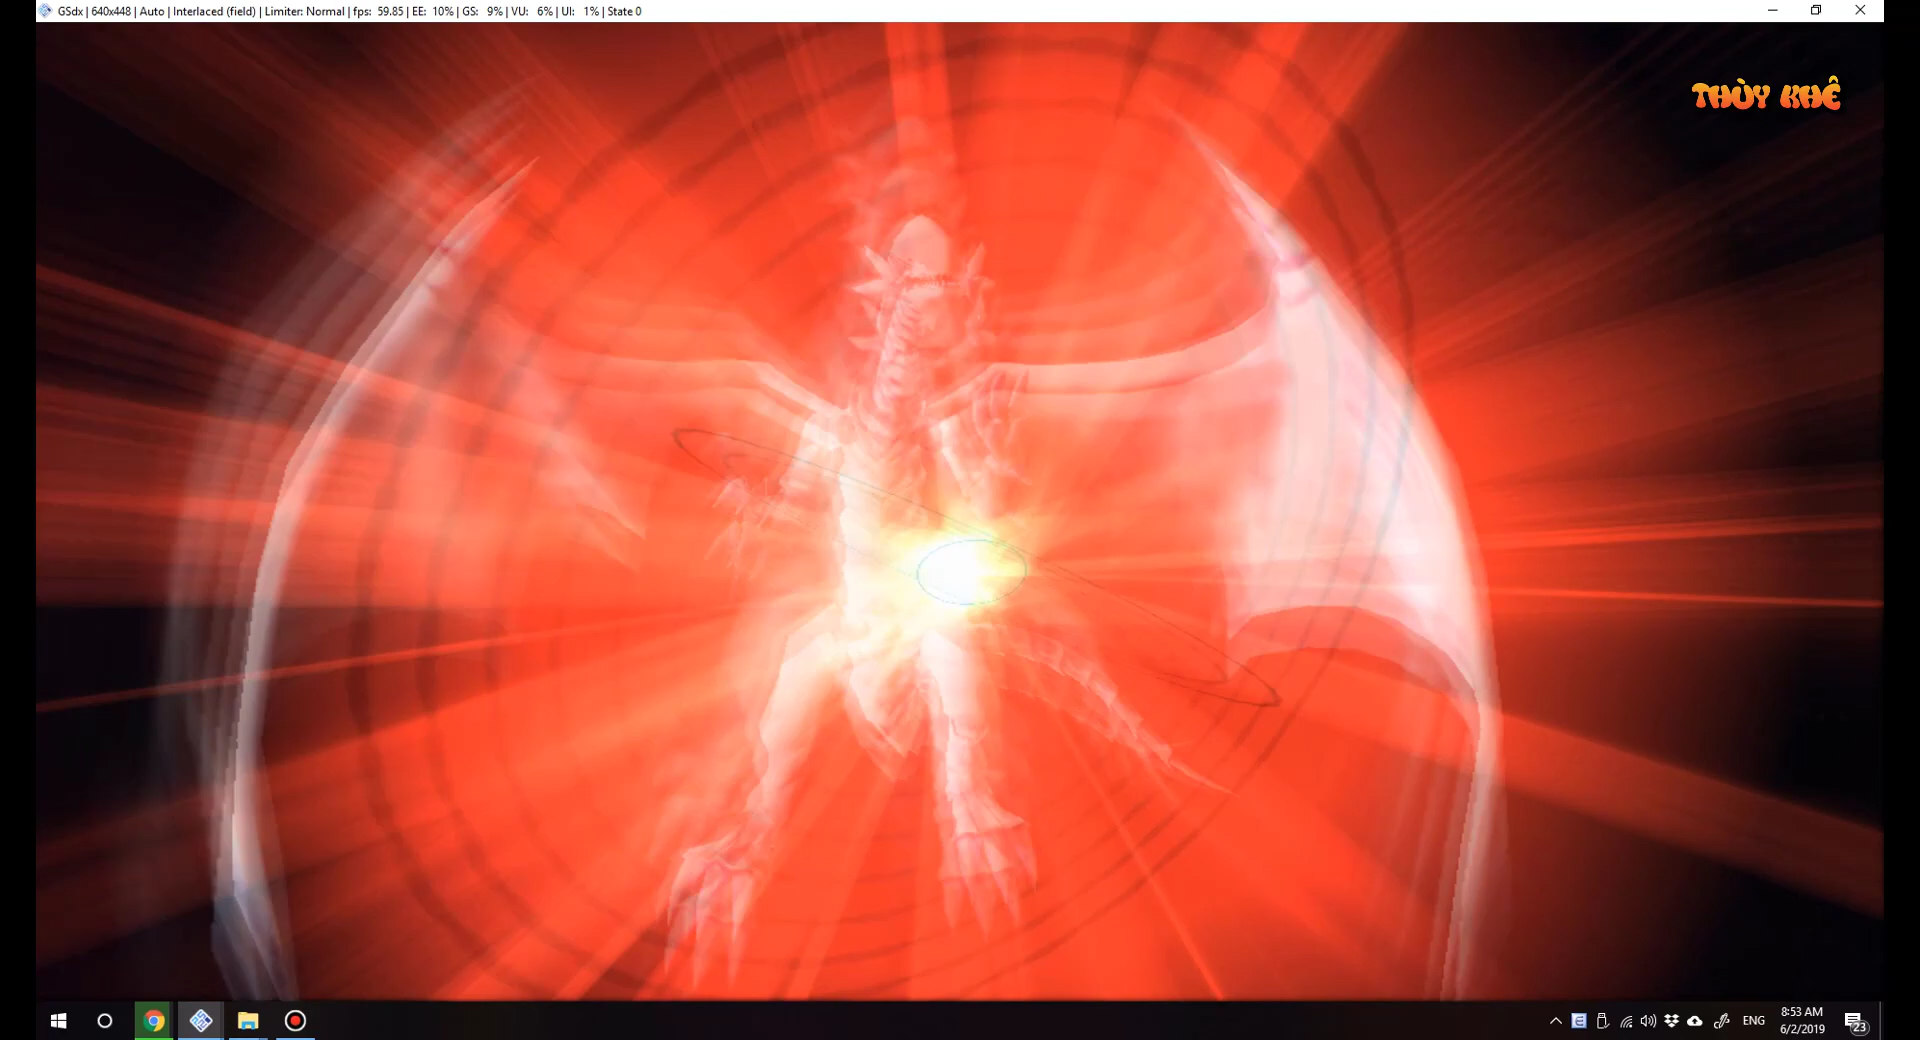 GSdx | 640x448 | Auto | Interlaced (field) | Limiter: Normal | fps: 59.85 | EE: 10% | GS: 9% | VU: 6% | UI: 1% | State 0
THÙY KHÊ
ENG
8:53 AM
6/2/2019
23